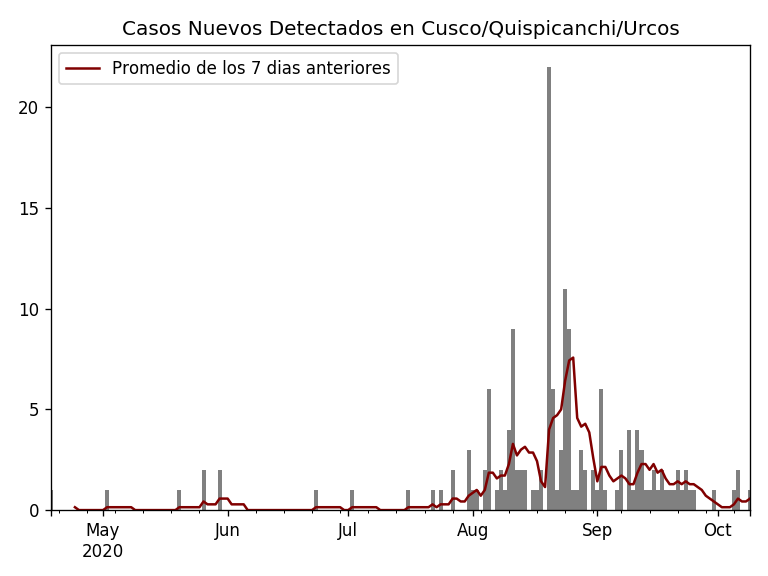 Casos Nuevos Detectados en Cusco/Quispicanchi/Urcos
Promedio de los 7 dias anteriores
20
15
10
5
0
May Jun Jul Aug Sep Oct
2020